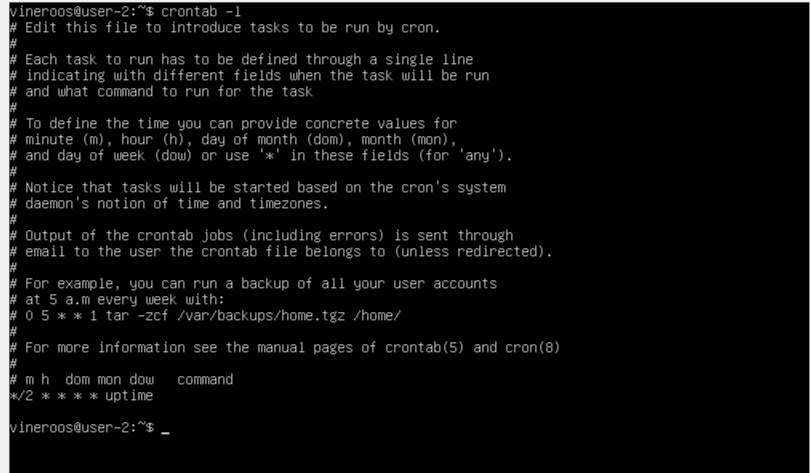 vineroos@user-2:~$ crontab -l
# Edit this file to introduce tasks to be run by cron.
#
# Each task to run has to be defined through a single line
# indicating with different fields when the task will be run
# and what command to run for the task
#
# To define the time you can provide concrete values for
# minute (m), hour (h), day of month (dom), month (mon),
# and day of week (dow) or use '*' in these fields (for 'any').
#
# Notice that tasks will be started based on the cron's system
# daemon's notion of time and timezones.
#
# Output of the crontab jobs (including errors) is sent through
# email to the user the crontab file belongs to (unless redirected).
#
# For example, you can run a backup of all your user accounts
# at 5 a.m every week with:
# 0 5 * * 1 tar -zcf /var/backups/home.tgz /home/
#
# For more information see the manual pages of crontab(5) and cron(8)
#
# m h  dom mon dow   command
*/2 * * * * uptime
vineroos@user-2:~$ _